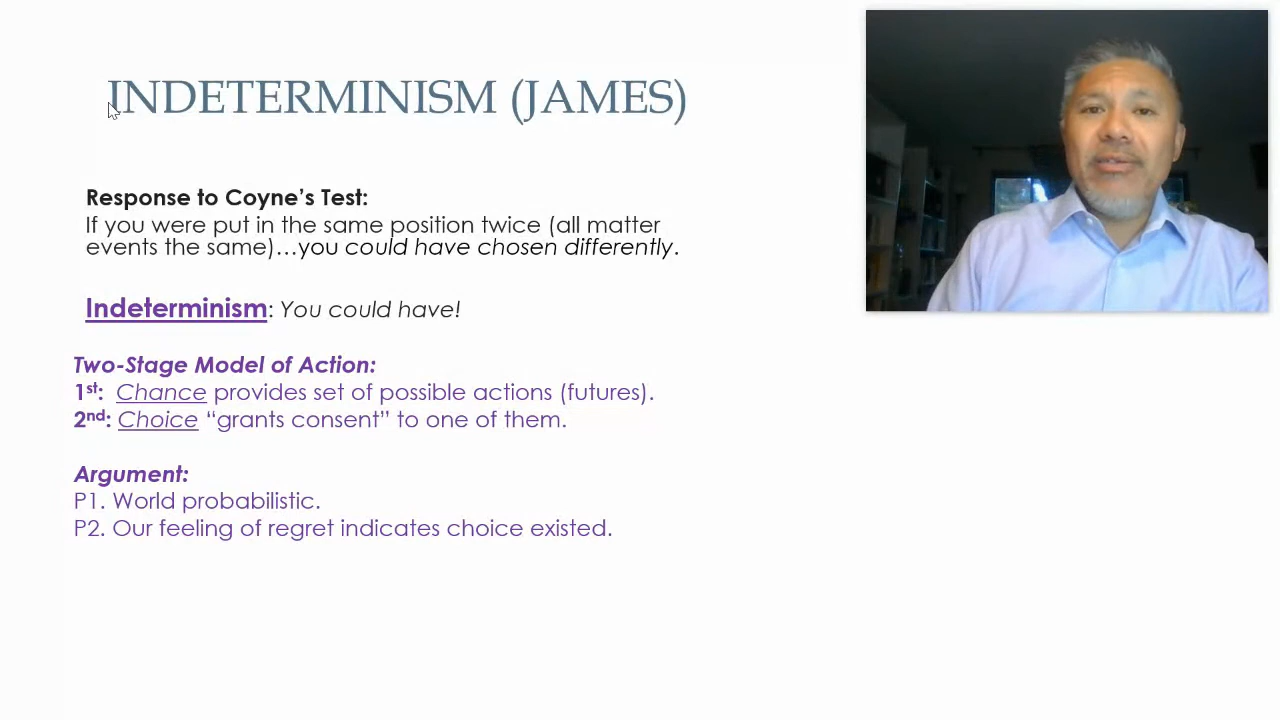 INDETERMINISM (JAMES)
Response to Coyne’s Test:
If you were put in the same position twice (all matter
events the same)…you could have chosen differently.
Indeterminism: You could have!
Two-Stage Model of Action:
1st: Chance provides set of possible actions (futures).
2nd: Choice “grants consent” to one of them.
Argument:
P1. World probabilistic.
P2. Our feeling of regret indicates choice existed.